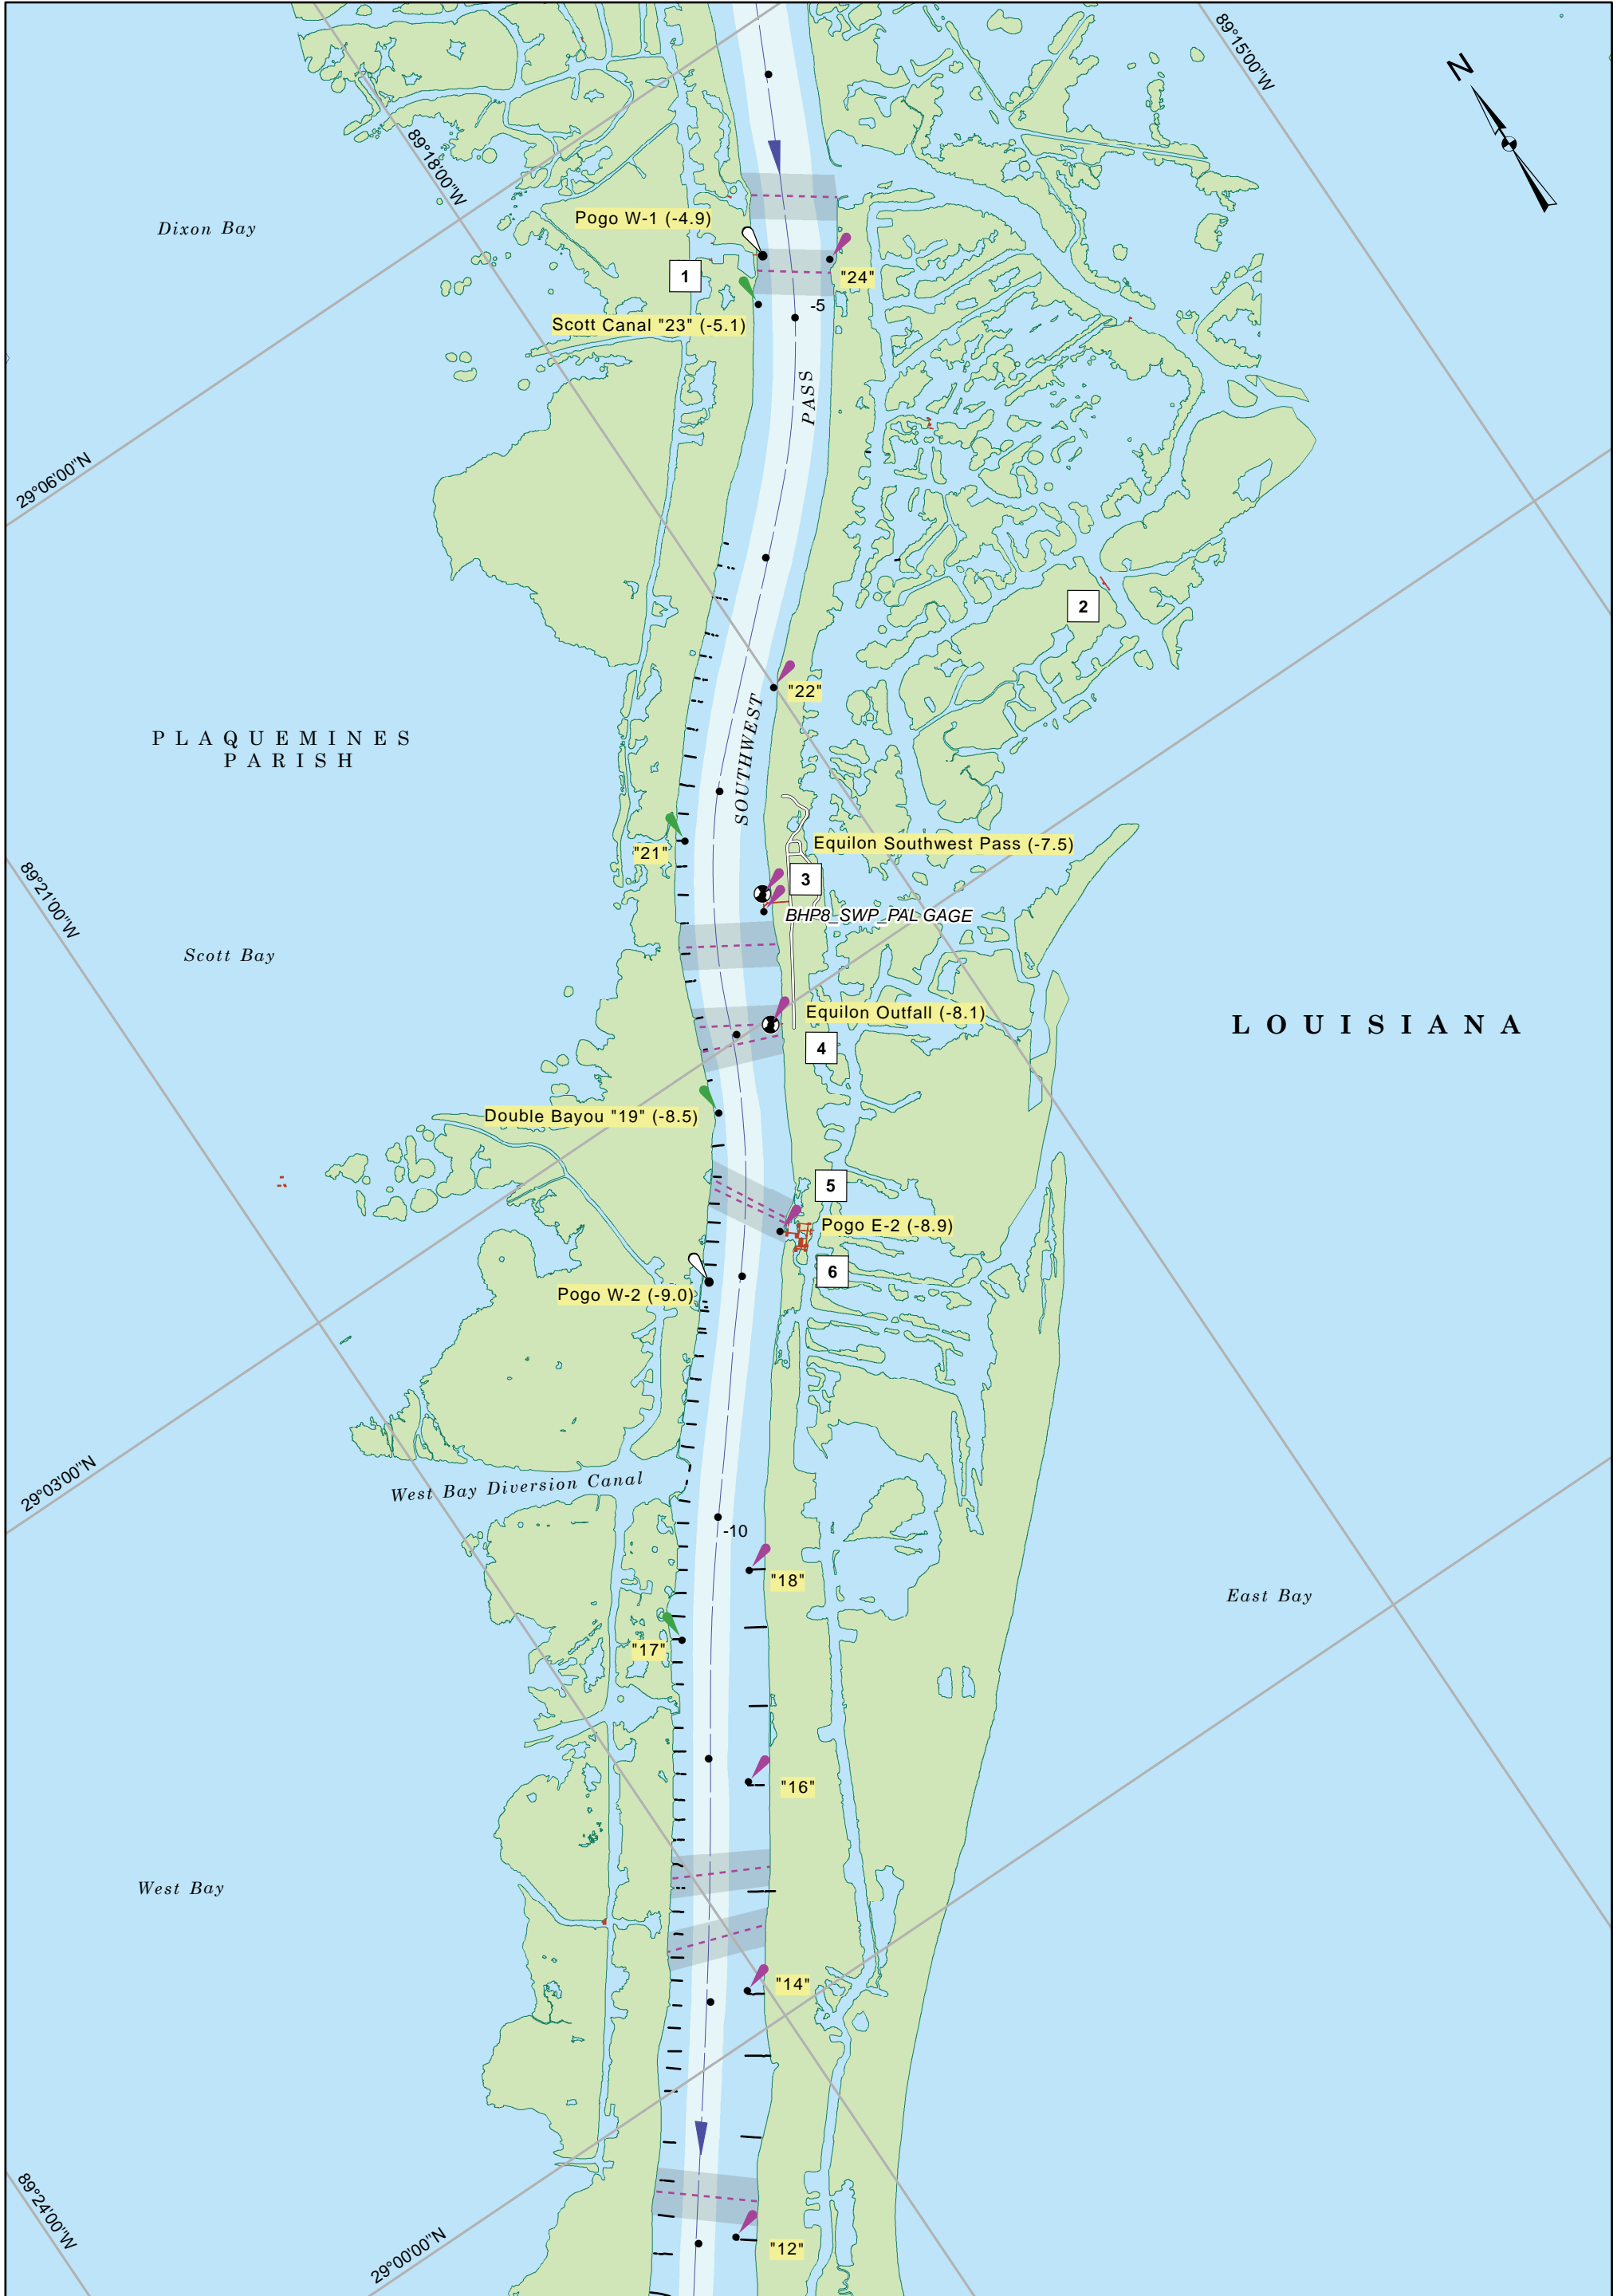 89°15'00"W
N
89°18'00"W
Dixon Bay
Pogo W-1 (-4.9)
1
"24"
-5
Scott Canal "23" (-5.1)
PASS
29°06'00"N
2
"22"
SOUTHWEST
PLAQUEMINES
PARISH
Equilon Southwest Pass (-7.5)
"21"
3
89°21'00"W
BHP8_SWP_PAL GAGE
Scott Bay
Equilon Outfall (-8.1)
LOUISIANA
4
Double Bayou "19" (-8.5)
5
Pogo E-2 (-8.9)
6
Pogo W-2 (-9.0)
29°03'00"N
West Bay Diversion Canal
-10
"18"
East Bay
"17"
"16"
West Bay
"14"
89°24'00"W
29°00'00"N
"12"